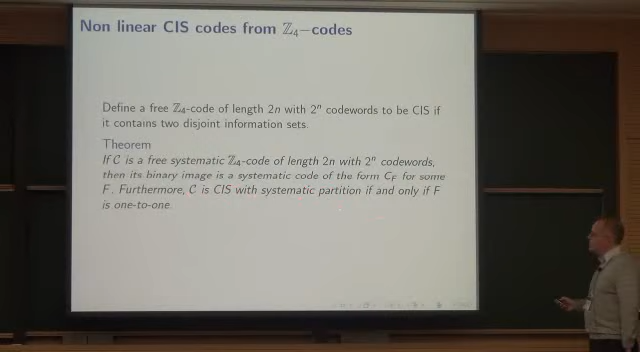 Non linear CIS codes from ℤ₄−codes
Define a free ℤ₄-code of length 2n with 2ⁿ codewords to be CIS if
it contains two disjoint information sets.
Theorem
If C is a free systematic ℤ₄-code of length 2n with 2ⁿ codewords,
then its binary image is a systematic code of the form C_F for some
F. Furthermore, C is CIS with systematic partition if and only if F
is one-to-one.